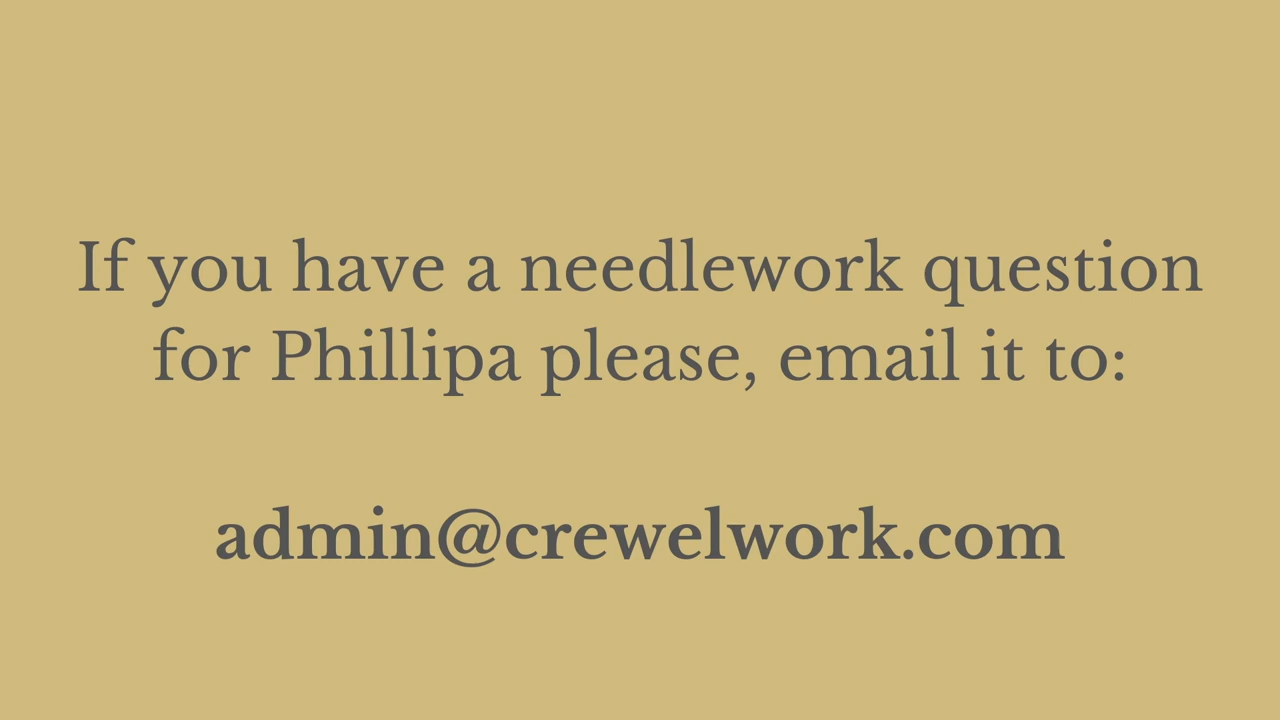 If you have a needlework question
for Phillipa please, email it to:
admin@crewelwork.com